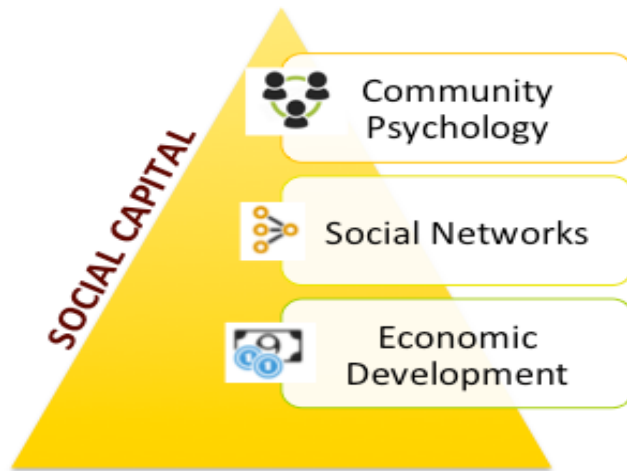 SOCIAL CAPITAL
Community
Psychology
Social Networks
Economic
Development